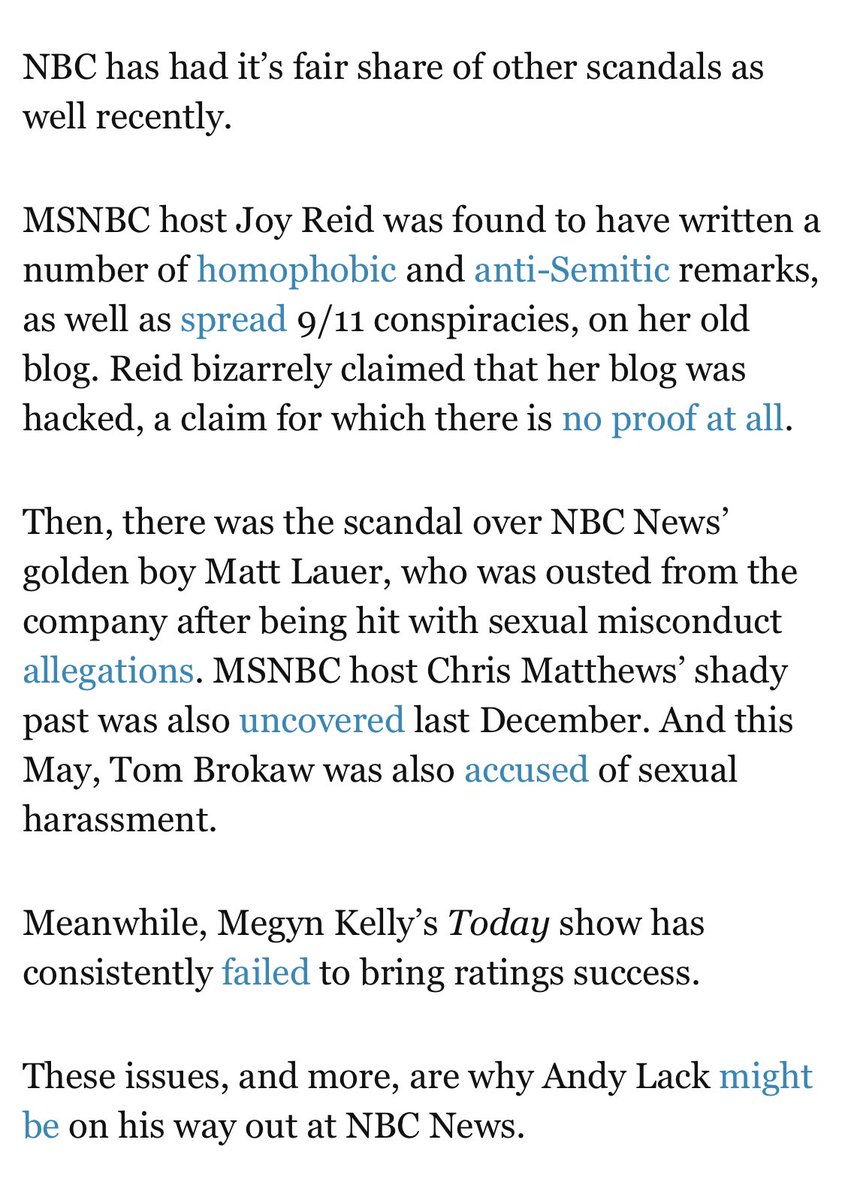 NBC has had it’s fair share of other scandals as
well recently.
MSNBC host Joy Reid was found to have written a
number of homophobic and anti-Semitic remarks,
as well as spread 9/11 conspiracies, on her old
blog. Reid bizarrely claimed that her blog was
hacked, a claim for which there is no proof at all.
Then, there was the scandal over NBC News’
golden boy Matt Lauer, who was ousted from the
company after being hit with sexual misconduct
allegations. MSNBC host Chris Matthews’ shady
past was also uncovered last December. And this
May, Tom Brokaw was also accused of sexual
harassment.
Meanwhile, Megyn Kelly’s Today show has
consistently failed to bring ratings success.
These issues, and more, are why Andy Lack might
be on his way out at NBC News.